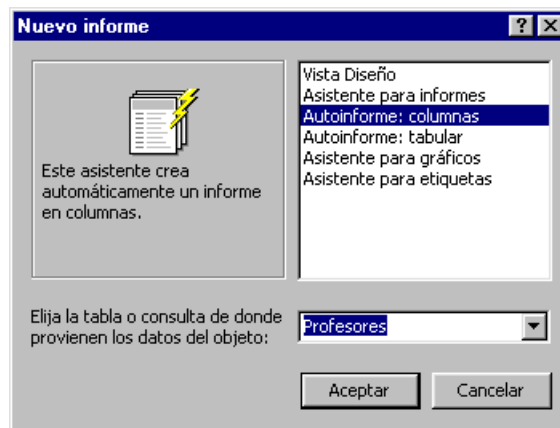 Nuevo informe
Vista Diseño
Asistente para informes
Autoinforme: columnas
Autoinforme: tabular
Asistente para gráficos
Asistente para etiquetas
Este asistente crea
automáticamente un informe
en columnas.
Elija la tabla o consulta de donde
provienen los datos del objeto:
Profesores
Aceptar
Cancelar